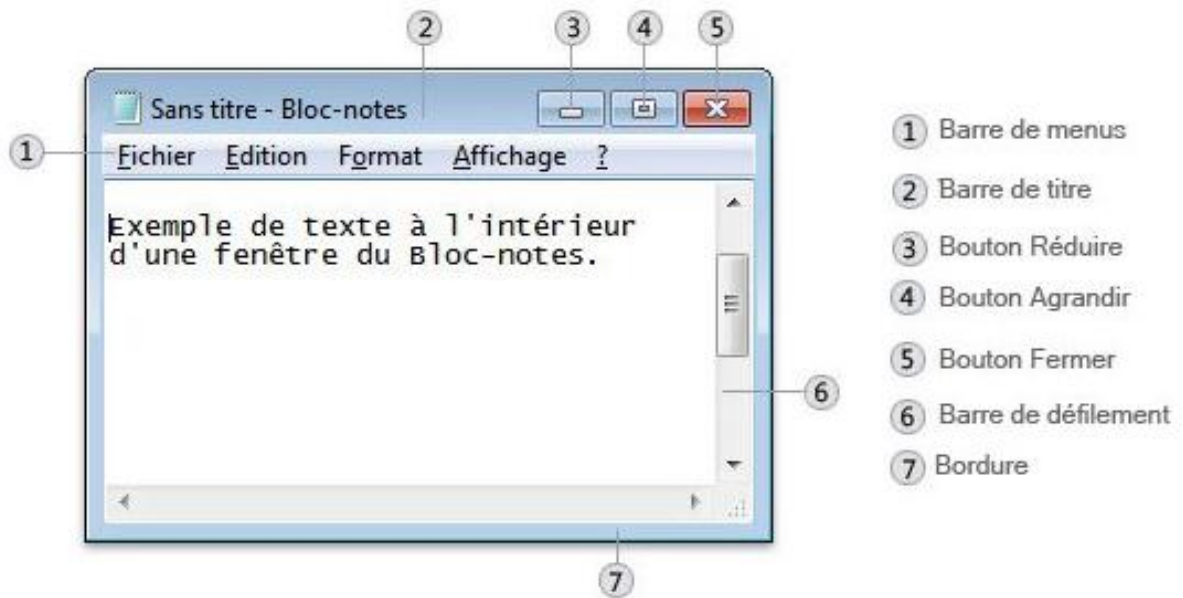 2 3 4 5
Sans titre - Bloc-notes
1
Fichier Edition Format Affichage ?
Exemple de texte à l'intérieur
d'une fenêtre du Bloc-notes.
6
7
1 Barre de menus
2 Barre de titre
3 Bouton Réduire
4 Bouton Agrandir
5 Bouton Fermer
6 Barre de défilement
7 Bordure